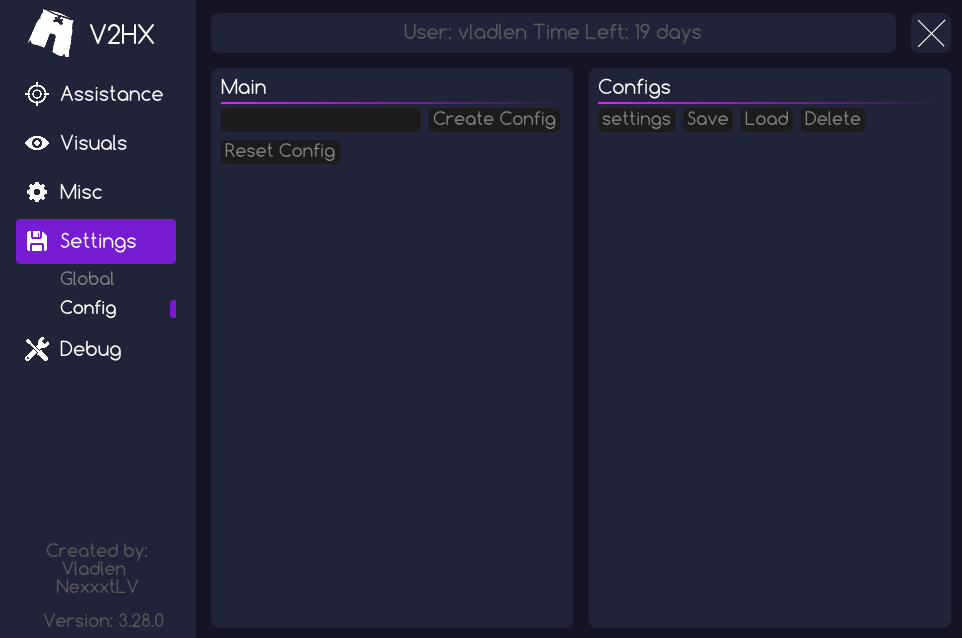 V2HX
User: vladlen Time Left: 19 days
Assistance
Visuals
Misc
Settings
Global
Config
Debug
Created by:
Vladlen
NexxxtLV
Version: 3.28.0
Main
Create Config
Reset Config
Configs
settings Save Load Delete